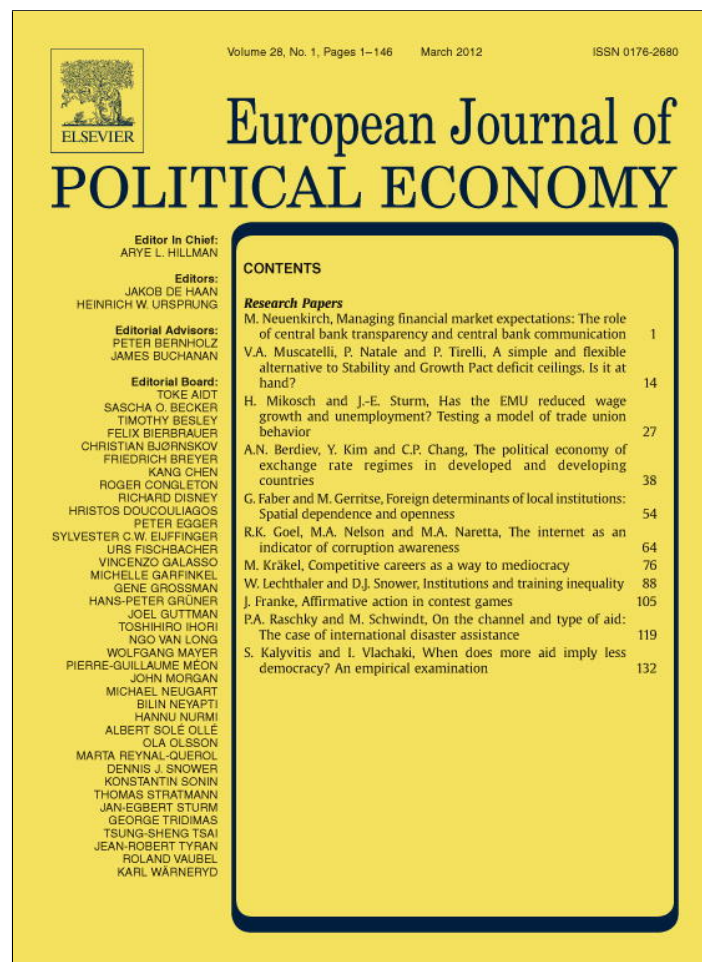 Volume 28, No. 1, Pages 1–146 March 2012 ISSN 0176-2680
ELSEVIER
European Journal of
POLITICAL ECONOMY
Editor In Chief:
ARYE L. HILLMAN
Editors:
JAKOB DE HAAN
HEINRICH W. URSPRUNG
Editorial Advisors:
PETER BERNHOLZ
JAMES BUCHANAN
Editorial Board:
TOKE AIDT
SASCHA O. BECKER
TIMOTHY BESLEY
FELIX BIERBRAUER
CHRISTIAN BJØRNSKOV
FRIEDRICH BREYER
KANG CHEN
ROGER CONGLETON
RICHARD DISNEY
HRISTOS DOUCOULIAGOS
PETER EGGER
SYLVESTER C.W. EIJFFINGER
URS FISCHBACHER
VINCENZO GALASSO
MICHELLE GARFINKEL
GENE GROSSMAN
HANS-PETER GRÜNER
JOEL GUTTMAN
TOSHIHIRO IHORI
NGO VAN LONG
WOLFGANG MAYER
PIERRE-GUILLAUME MÉON
JOHN MORGAN
MICHAEL NEUGART
BILIN NEYAPTI
HANNU NURMI
ALBERT SOLÉ OLLÉ
OLA OLSSON
MARTA REYNAL-QUEROL
DENNIS J. SNOWER
KONSTANTIN SONIN
THOMAS STRATMANN
JAN-EGBERT STURM
GEORGE TRIDIMAS
TSUNG-SHENG TSAI
JEAN-ROBERT TYRAN
ROLAND VAUBEL
KARL WÄRNERYD
CONTENTS
Research Papers
M. Neuenkirch, Managing financial market expectations: The role
of central bank transparency and central bank communication 1
V.A. Muscatelli, P. Natale and P. Tirelli, A simple and flexible
alternative to Stability and Growth Pact deficit ceilings. Is it at
hand? 14
H. Mikosch and J.-E. Sturm, Has the EMU reduced wage
growth and unemployment? Testing a model of trade union
behavior 27
A.N. Berdiev, Y. Kim and C.P. Chang, The political economy of
exchange rate regimes in developed and developing
countries 38
G. Faber and M. Gerritse, Foreign determinants of local institutions:
Spatial dependence and openness 54
R.K. Goel, M.A. Nelson and M.A. Naretta, The internet as an
indicator of corruption awareness 64
M. Kräkel, Competitive careers as a way to mediocracy 76
W. Lechthaler and D.J. Snower, Institutions and training inequality 88
J. Franke, Affirmative action in contest games 105
P.A. Raschky and M. Schwindt, On the channel and type of aid:
The case of international disaster assistance 119
S. Kalyvitis and I. Vlachaki, When does more aid imply less
democracy? An empirical examination 132